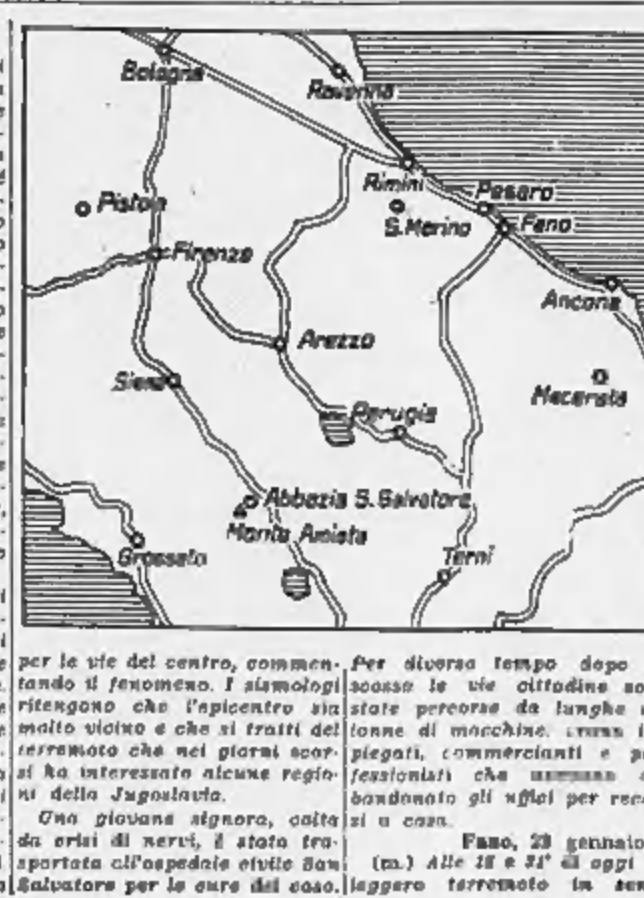 Bologna
Ravenna
Rimini
Pesaro
Pistoia
S. Marino
Fano
Firenze
Ancona
Arezzo
Siena
Macerata
Perugia
Abbazia S. Salvatore
Monte Amiata
Grosseto
Terni
per le vie del centro, commen-
tando il fenomeno. I sismologi
ritengono che l'epicentro sia
molto vicino e che si tratti del
terremoto che nei giorni scor-
si ha interessato alcune regio-
ni della Jugoslavia.
Una giovane signora, colta
da crisi di nervi, è stata tra-
sportata all'ospedale civile San
Salvatore per le cure del caso.
Per diverso tempo dopo
scossa le vie cittadine so
state percorse da lunghe
lonne di macchine.
piegati, commercianti e
fessionisti che
bandonato gli uffici per rec
si a casa.
Fano, 23 gennaio
(m.) Alle 18 e di oggi
leggero terremoto in